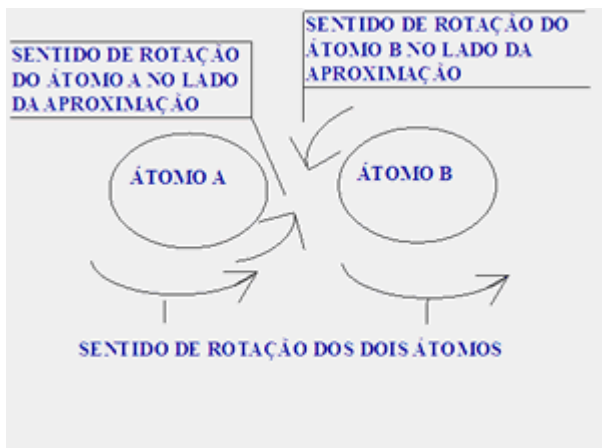 SENTIDO DE ROTAÇÃO
DO ÁTOMO A NO LADO
DA APROXIMAÇÃO
SENTIDO DE ROTAÇÃO DO
ÁTOMO B NO LADO DA
APROXIMAÇÃO
ÁTOMO A
ÁTOMO B
SENTIDO DE ROTAÇÃO DOS DOIS ÁTOMOS